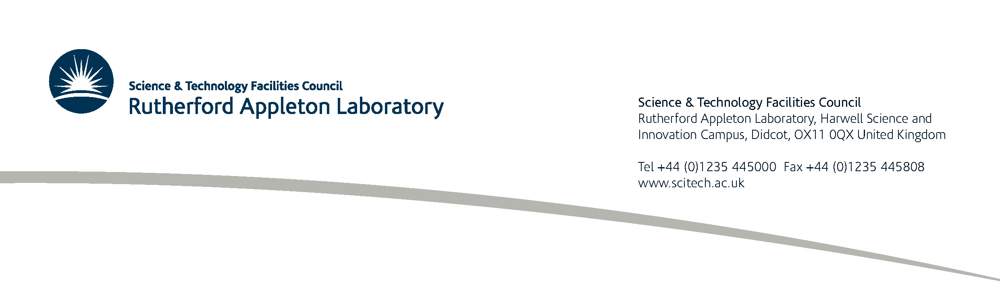 Science & Technology Facilities Council
Rutherford Appleton Laboratory
Science & Technology Facilities Council
Rutherford Appleton Laboratory, Harwell Science and
Innovation Campus, Didcot, OX11 0QX United Kingdom
Tel +44 (0)1235 445000 Fax +44 (0)1235 445808
www.scitech.ac.uk